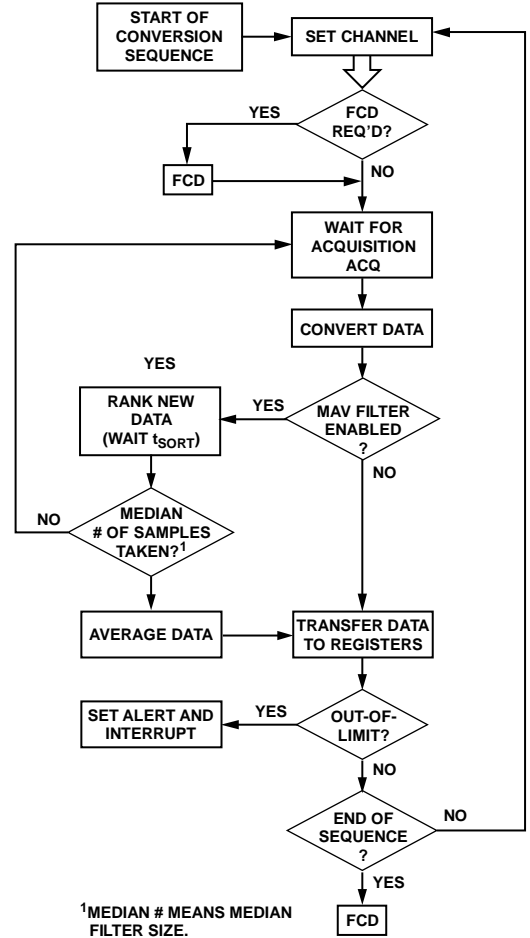 START OF
CONVERSION
SEQUENCE
SET CHANNEL
YES
FCD
REQ'D?
FCD
NO
WAIT FOR
ACQUISITION
ACQ
CONVERT DATA
YES
RANK NEW
DATA
(WAIT tSORT)
YES
MAV FILTER
ENABLED
?
NO
NO
MEDIAN
# OF SAMPLES
TAKEN?1
AVERAGE DATA
TRANSFER DATA
TO REGISTERS
SET ALERT AND
INTERRUPT
YES
OUT-OF-
LIMIT?
NO
END OF
SEQUENCE
?
NO
YES
FCD
1MEDIAN # MEANS MEDIAN
FILTER SIZE.